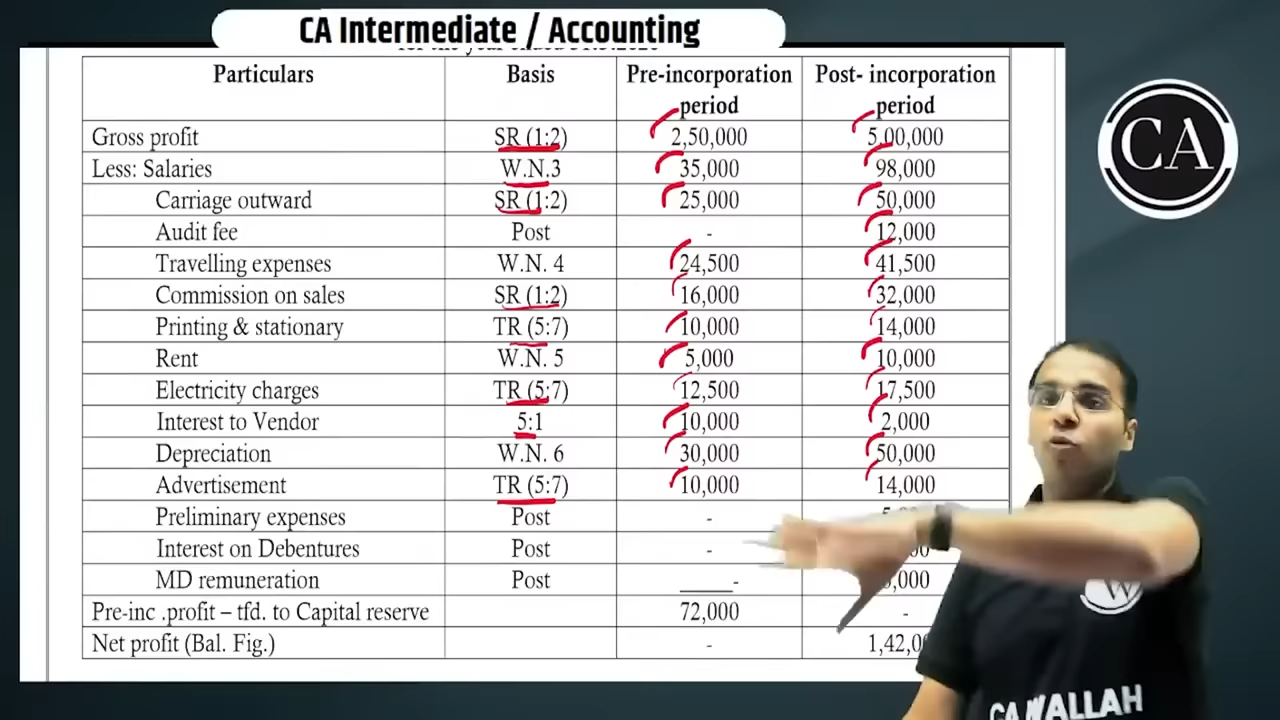 CA Intermediate / Accounting
Particulars Basis Pre-incorporation period Post- incorporation period
Gross profit SR (1:2) 2,50,000 5,00,000
Less: Salaries W.N.3 35,000 98,000
Carriage outward SR (1:2) 25,000 50,000
Audit fee Post - 12,000
Travelling expenses W.N. 4 24,500 41,500
Commission on sales SR (1:2) 16,000 32,000
Printing & stationary TR (5:7) 10,000 14,000
Rent W.N. 5 5,000 10,000
Electricity charges TR (5:7) 12,500 17,500
Interest to Vendor 5:1 10,000 2,000
Depreciation W.N. 6 30,000 50,000
Advertisement TR (5:7) 10,000 14,000
Preliminary expenses Post -
Interest on Debentures Post -
MD remuneration Post -
Pre-inc .profit – tfd. to Capital reserve 72,000 -
Net profit (Bal. Fig.) -
CA
W
CA WALLAH